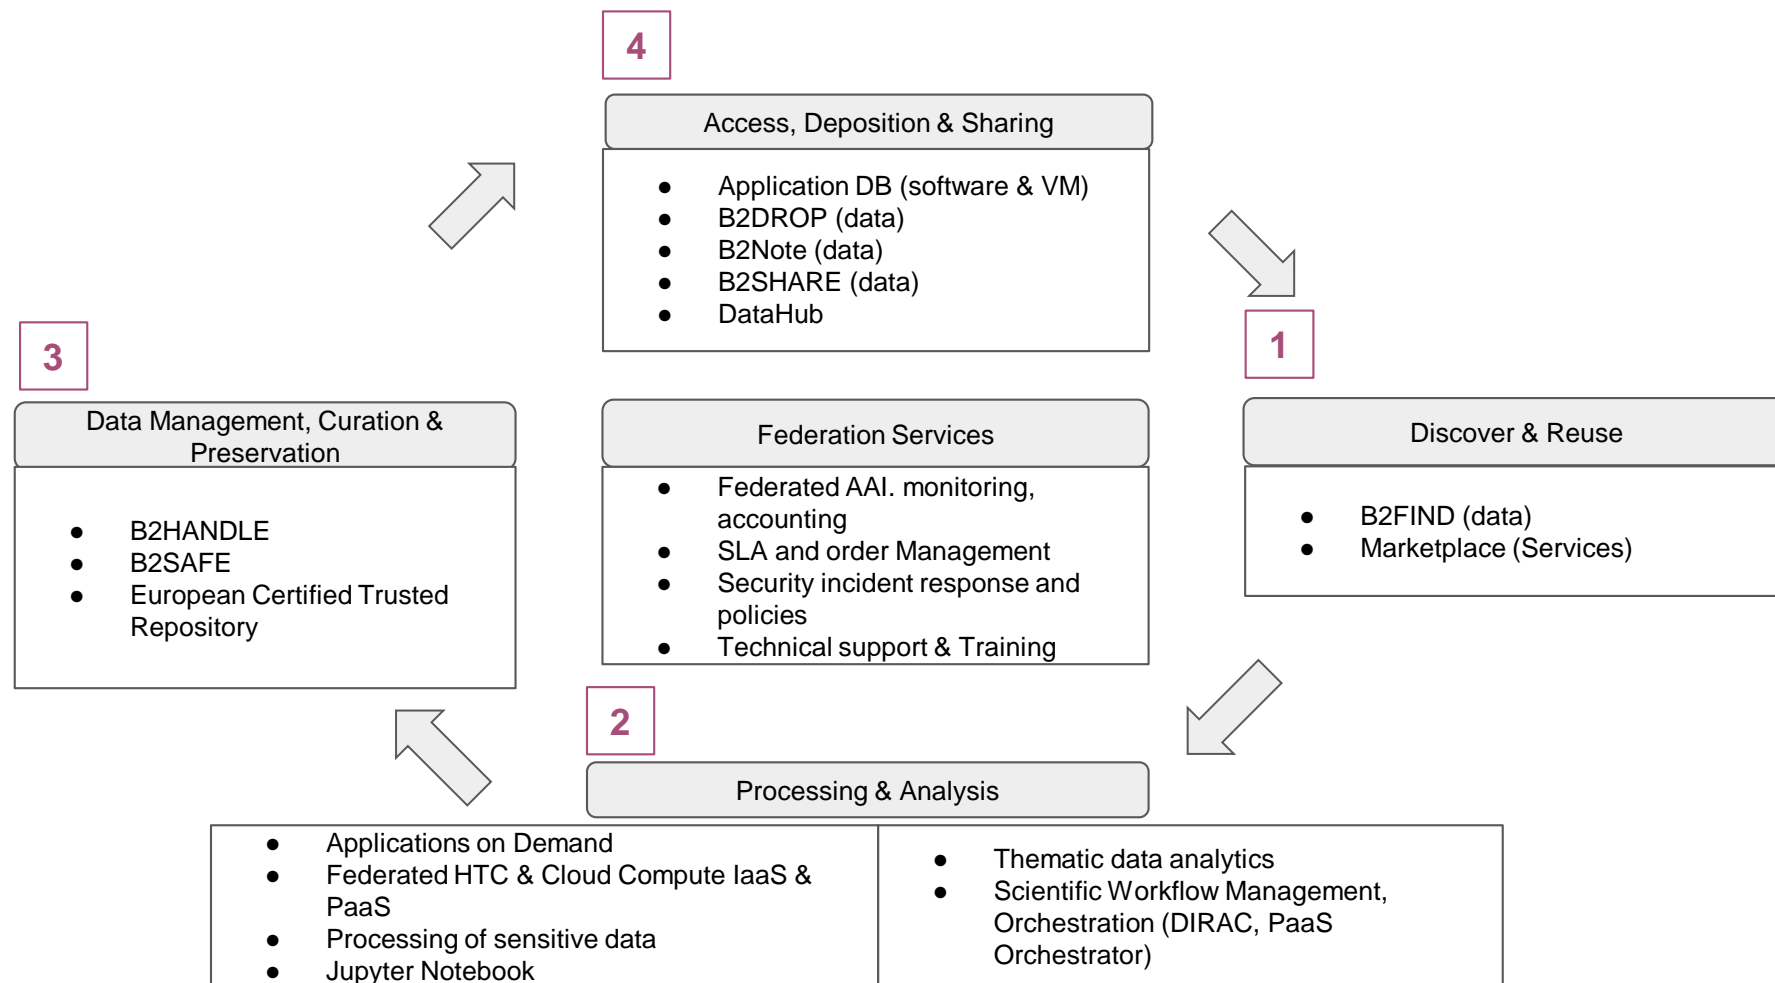 4
Access, Deposition & Sharing
● Application DB (software & VM)
● B2DROP (data)
● B2Note (data)
● B2SHARE (data)
● DataHub
3
Data Management, Curation &
Preservation
● B2HANDLE
● B2SAFE
● European Certified Trusted
Repository
Federation Services
● Federated AAI. monitoring,
accounting
● SLA and order Management
● Security incident response and
policies
● Technical support & Training
1
Discover & Reuse
● B2FIND (data)
● Marketplace (Services)
2
Processing & Analysis
● Applications on Demand
● Federated HTC & Cloud Compute IaaS &
PaaS
● Processing of sensitive data
● Jupyter Notebook
● Thematic data analytics
● Scientific Workflow Management,
Orchestration (DIRAC, PaaS
Orchestrator)